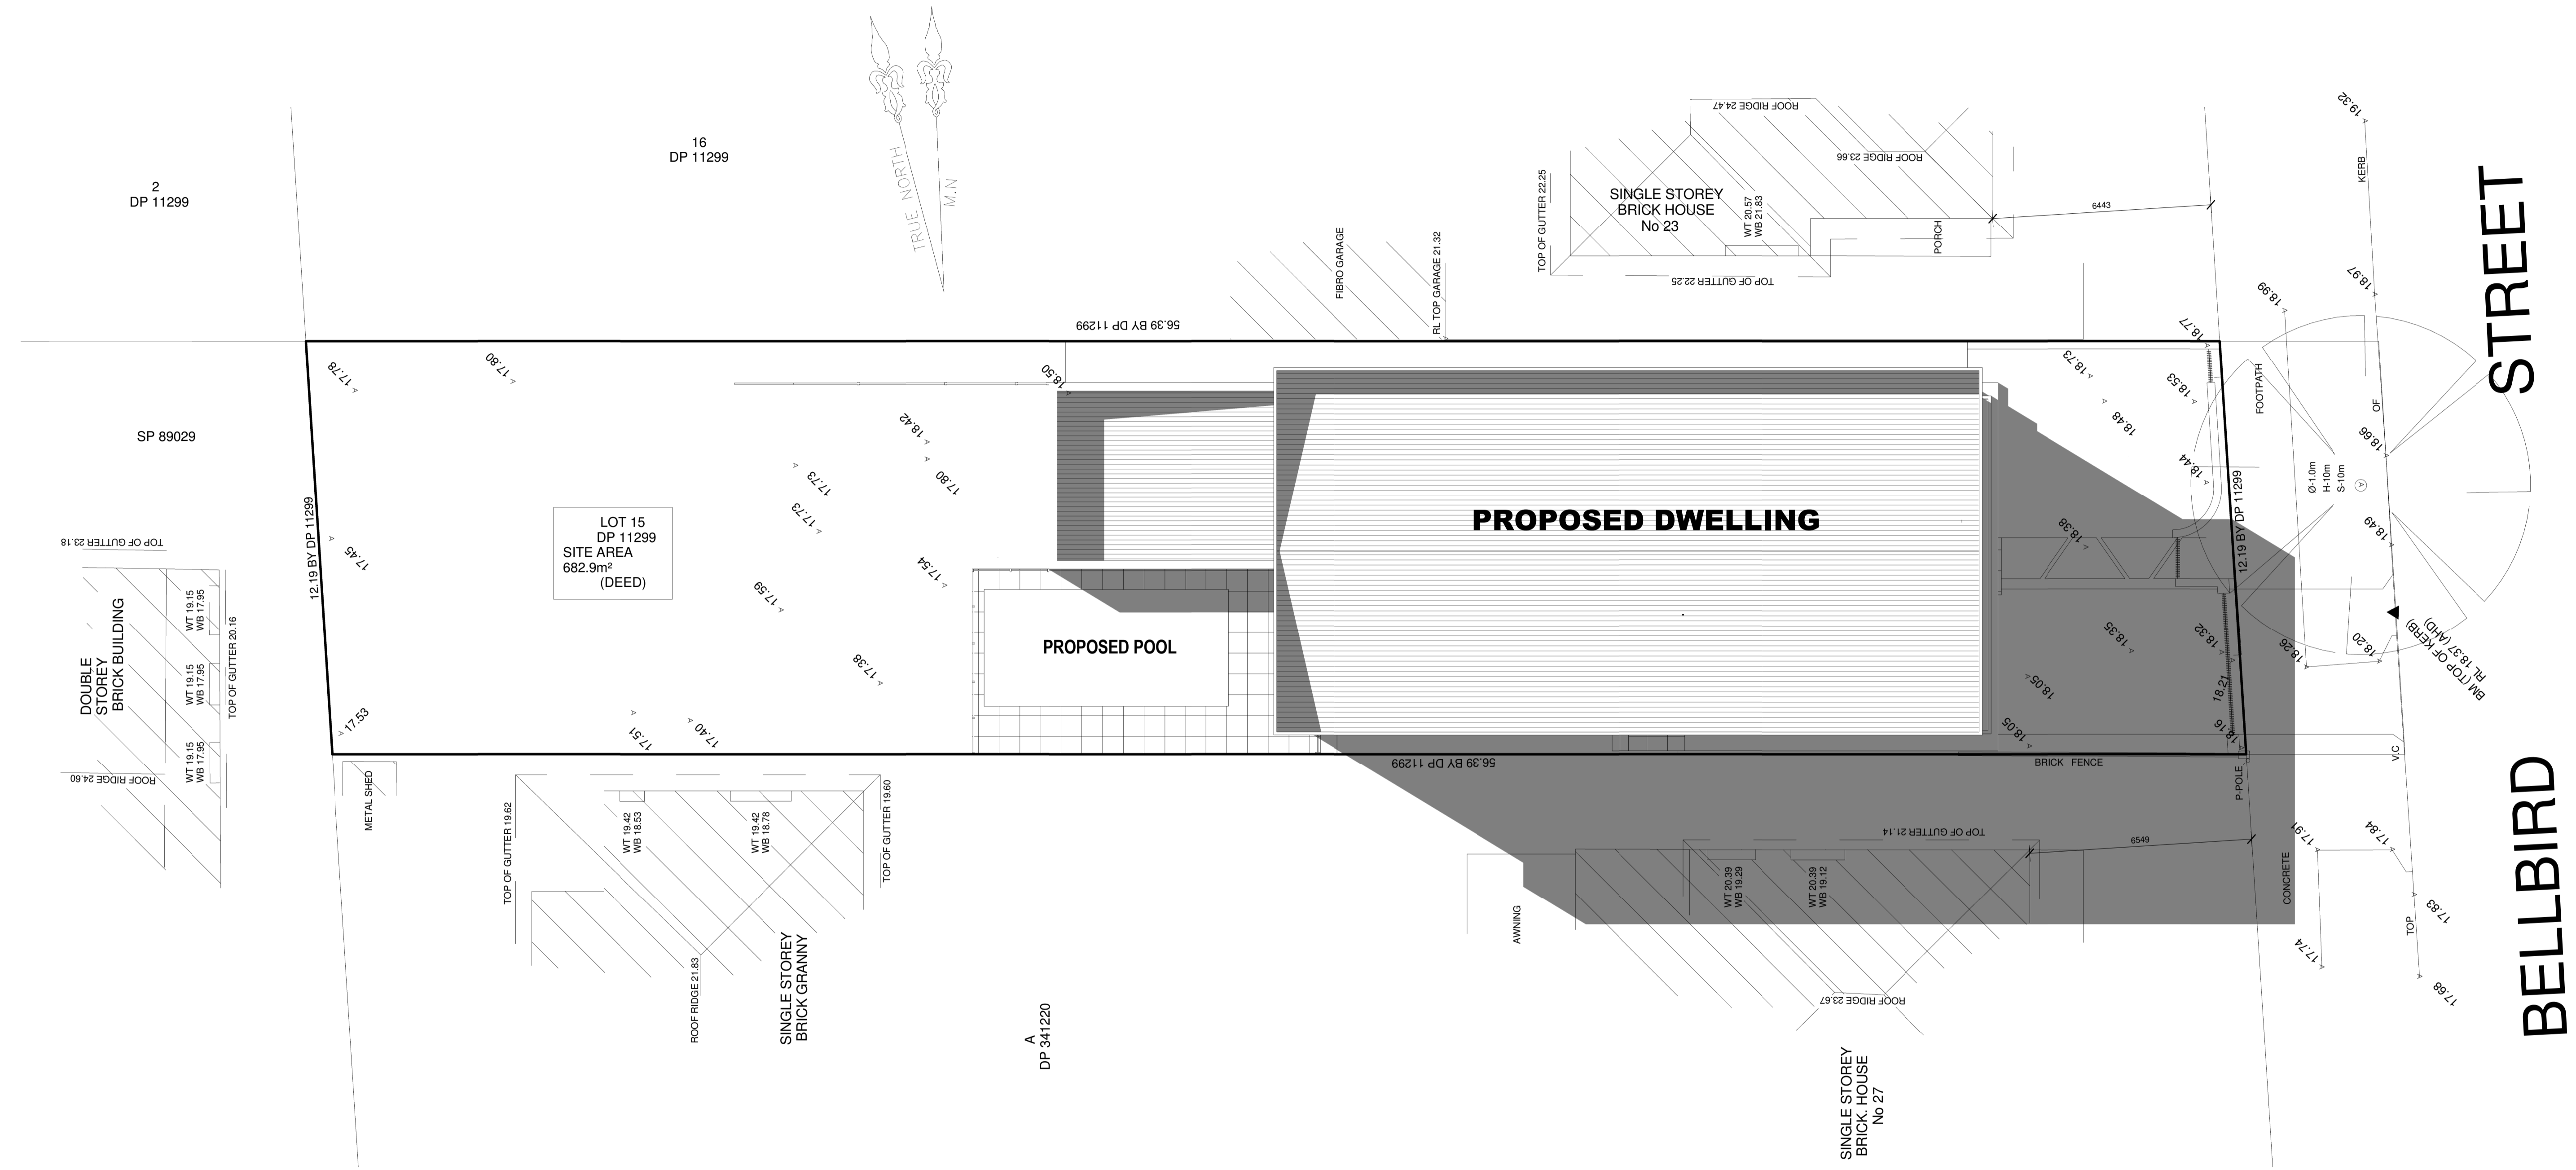 2
DP 11299
16
DP 11299
TRUE NORTH
M.N
ROOF RIDGE 24.47
ROOF RIDGE 23.66
TOP OF GUTTER 22.25
SINGLE STOREY
BRICK HOUSE
No 23
WT 20.57
WB 21.83
PORCH
TOP OF GUTTER 22.25
6443
19.32
KERB
STREET
FIBRO GARAGE
RL TOP GARAGE 21.32
56.39 BY DP 11299
18.97
18.99
18.77
17.78
17.80
18.50
18.73
18.53
18.48
FOOTPATH
OF
18.66
SP 89029
18.42
17.80
17.73
17.73
18.44
Ø-1.0m
H-10m
S-10m
A
12.19 BY DP 11299
12.19 BY DP 11299
LOT 15
DP 11299
SITE AREA
682.9m²
(DEED)
PROPOSED DWELLING
18.38
18.49
17.45
17.54
17.59
TOP OF GUTTER 23.18
DOUBLE
STOREY
BRICK BUILDING
WT 19.15
WB 17.95
WT 19.15
WB 17.95
WT 19.15
WB 17.95
TOP OF GUTTER 20.16
ROOF RIDGE 24.60
PROPOSED POOL
17.38
18.35
18.32
18.26
18.20
BM (TOP OF KERB)
RL 18.37 (AHD)
18.05
18.21
17.53
17.51
17.40
18.05
18.16
56.39 BY DP 11299
BRICK FENCE
P-POLE
V.C
METAL SHED
TOP OF GUTTER 19.62
WT 19.42
WB 18.53
WT 19.42
WB 18.78
TOP OF GUTTER 19.60
TOP OF GUTTER 21.14
6549
17.91
17.84
CONCRETE
WT 20.39
WB 19.29
WT 20.39
WB 19.12
AWNING
TOP
17.83
17.74
17.68
BELLBIRD
ROOF RIDGE 21.83
SINGLE STOREY
BRICK GRANNY
ROOF RIDGE 23.67
A
DP 341220
SINGLE STOREY
BRICK. HOUSE
No 27